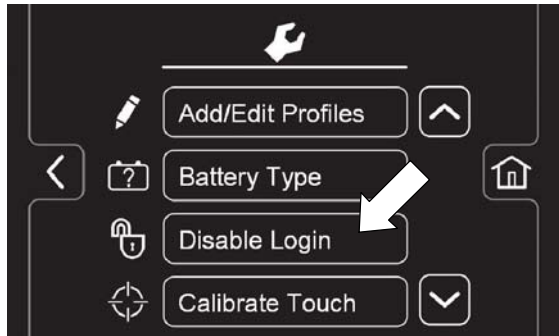 Add/Edit Profiles
Battery Type
Disable Login
Calibrate Touch